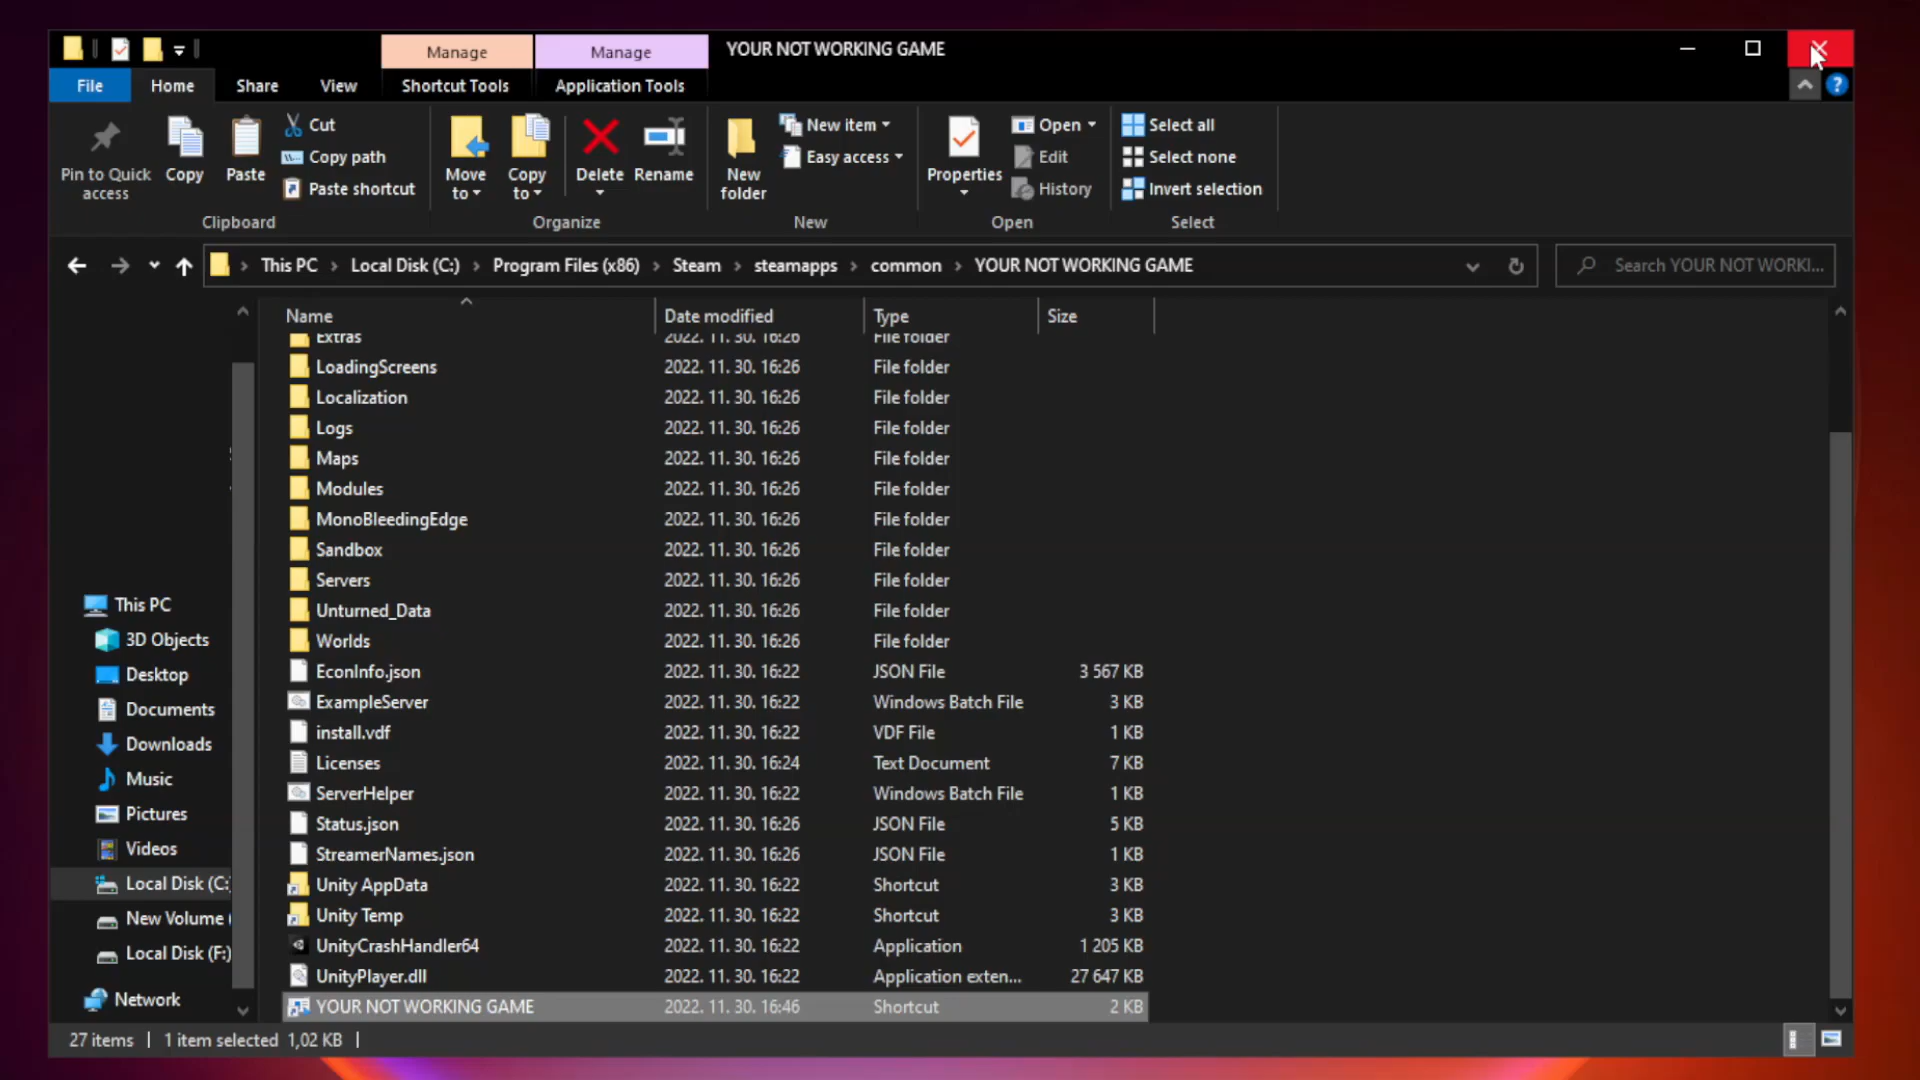 Manage
Manage
YOUR NOT WORKING GAME
File
Home
Share
View
Shortcut Tools
Application Tools
Pin to Quick access
Copy
Paste
Cut
Copy path
Paste shortcut
Clipboard
Move to
Copy to
Delete
Rename
Organize
New folder
New item
Easy access
New
Properties
Open
Edit
History
Open
Select all
Select none
Invert selection
Select
This PC > Local Disk (C:) > Program Files (x86) > Steam > steamapps > common > YOUR NOT WORKING GAME
Search YOUR NOT WORKI...
Name Date modified Type Size
Extras 2022. 11. 30. 16:26 File folder
LoadingScreens 2022. 11. 30. 16:26 File folder
Localization 2022. 11. 30. 16:26 File folder
Logs 2022. 11. 30. 16:26 File folder
Maps 2022. 11. 30. 16:26 File folder
Modules 2022. 11. 30. 16:26 File folder
MonoBleedingEdge 2022. 11. 30. 16:26 File folder
Sandbox 2022. 11. 30. 16:26 File folder
Servers 2022. 11. 30. 16:26 File folder
Unturned_Data 2022. 11. 30. 16:26 File folder
Worlds 2022. 11. 30. 16:26 File folder
EconInfo.json 2022. 11. 30. 16:22 JSON File 3 567 KB
ExampleServer 2022. 11. 30. 16:22 Windows Batch File 3 KB
install.vdf 2022. 11. 30. 16:22 VDF File 1 KB
Licenses 2022. 11. 30. 16:24 Text Document 7 KB
ServerHelper 2022. 11. 30. 16:22 Windows Batch File 1 KB
Status.json 2022. 11. 30. 16:26 JSON File 5 KB
StreamerNames.json 2022. 11. 30. 16:26 JSON File 1 KB
Unity AppData 2022. 11. 30. 16:22 Shortcut 3 KB
Unity Temp 2022. 11. 30. 16:22 Shortcut 3 KB
UnityCrashHandler64 2022. 11. 30. 16:22 Application 1 205 KB
UnityPlayer.dll 2022. 11. 30. 16:22 Application exten... 27 647 KB
YOUR NOT WORKING GAME 2022. 11. 30. 16:46 Shortcut 2 KB
This PC
3D Objects
Desktop
Documents
Downloads
Music
Pictures
Videos
Local Disk (C:)
New Volume (
Local Disk (F:)
Network
27 items | 1 item selected 1,02 KB |